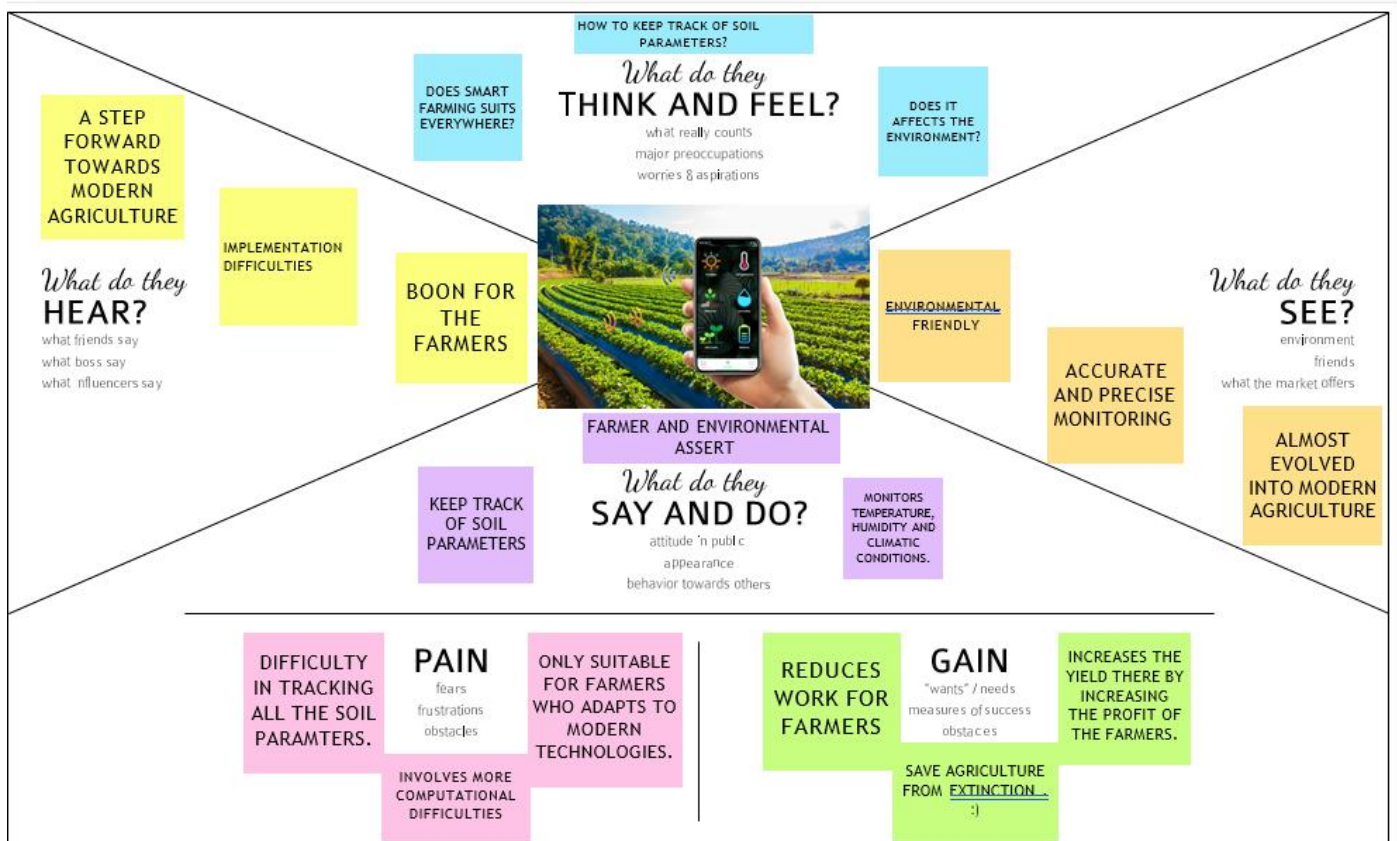 HOW TO KEEP TRACK OF SOIL
PARAMETERS?
What do they
THINK AND FEEL?
what really counts
major preoccupations
worries & aspirations
DOES SMART
FARMING SUITS
EVERYWHERE?
DOES IT
AFFECTS THE
ENVIRONMENT?
A STEP
FORWARD
TOWARDS
MODERN
AGRICULTURE
IMPLEMENTATION
DIFFICULTIES
BOON FOR
THE
FARMERS
What do they
HEAR?
what friends say
what boss say
what nfluencers say
ENVIRONMENTAL
FRIENDLY
ACCURATE
AND PRECISE
MONITORING
What do they
SEE?
environment
friends
what the market offers
ALMOST
EVOLVED
INTO MODERN
AGRICULTURE
FARMER AND ENVIRONMENTAL
ASSERT
What do they
SAY AND DO?
attitude 'n publ c
appearance
behavior towards others
KEEP TRACK
OF SOIL
PARAMETERS
MONITORS
TEMPERATURE,
HUMIDITY AND
CLIMATIC
CONDITIONS.
DIFFICULTY
IN TRACKING
ALL THE SOIL
PARAMTERS.
PAIN
fears
frustrations
obstacles
ONLY SUITABLE
FOR FARMERS
WHO ADAPTS TO
MODERN
TECHNOLOGIES.
INVOLVES MORE
COMPUTATIONAL
DIFFICULTIES
REDUCES
WORK FOR
FARMERS
GAIN
"wants" / needs
measures of success
obstaces
INCREASES THE
YIELD THERE BY
INCREASING
THE PROFIT OF
THE FARMERS.
SAVE AGRICULTURE
FROM EXTINCTION .
:)